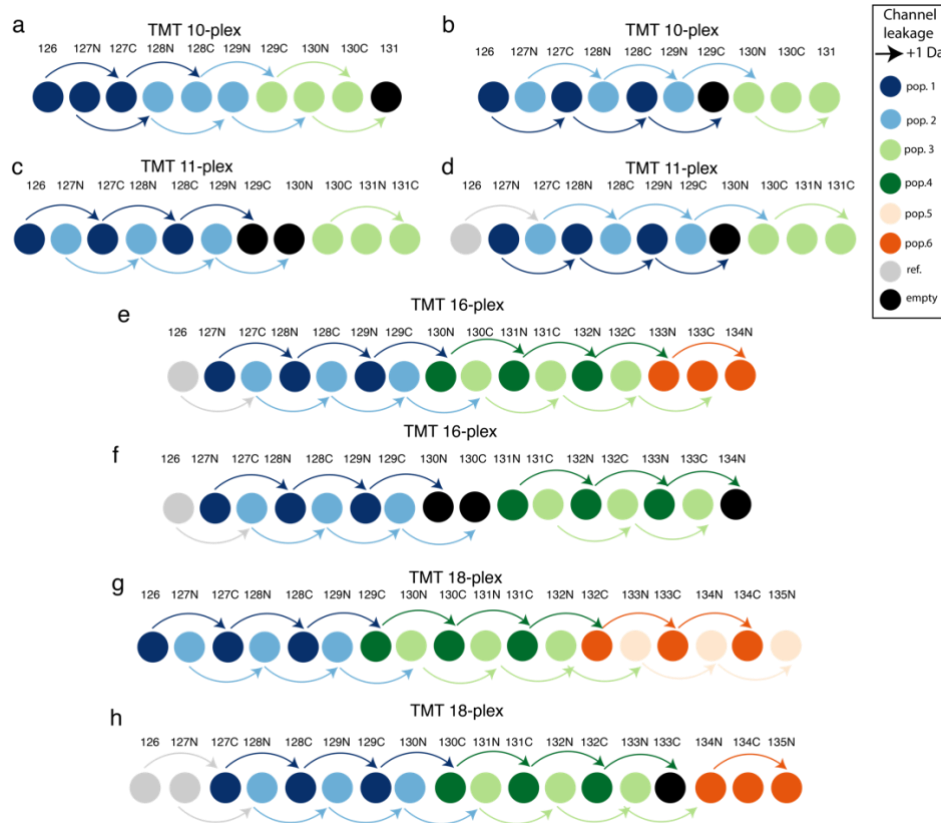 a
TMT 10-plex
126 127N 127C 128N 128C 129N 129C 130N 130C 131
b
TMT 10-plex
126 127N 127C 128N 128C 129N 129C 130N 130C 131
c
TMT 11-plex
126 127N 127C 128N 128C 129N 129C 130N 130C 131N 131C
d
TMT 11-plex
126 127N 127C 128N 128C 129N 129C 130N 130C 131N 131C
e
TMT 16-plex
126 127N 127C 128N 128C 129N 129C 130N 130C 131N 131C 132N 132C 133N 133C 134N
f
TMT 16-plex
126 127N 127C 128N 128C 129N 129C 130N 130C 131N 131C 132N 132C 133N 133C 134N
g
TMT 18-plex
126 127N 127C 128N 128C 129N 129C 130N 130C 131N 131C 132N 132C 133N 133C 134N 134C 135N
h
TMT 18-plex
126 127N 127C 128N 128C 129N 129C 130N 130C 131N 131C 132N 132C 133N 133C 134N 134C 135N
Channel
leakage
+1 Da
pop. 1
pop. 2
pop. 3
pop.4
pop.5
pop.6
ref.
empty